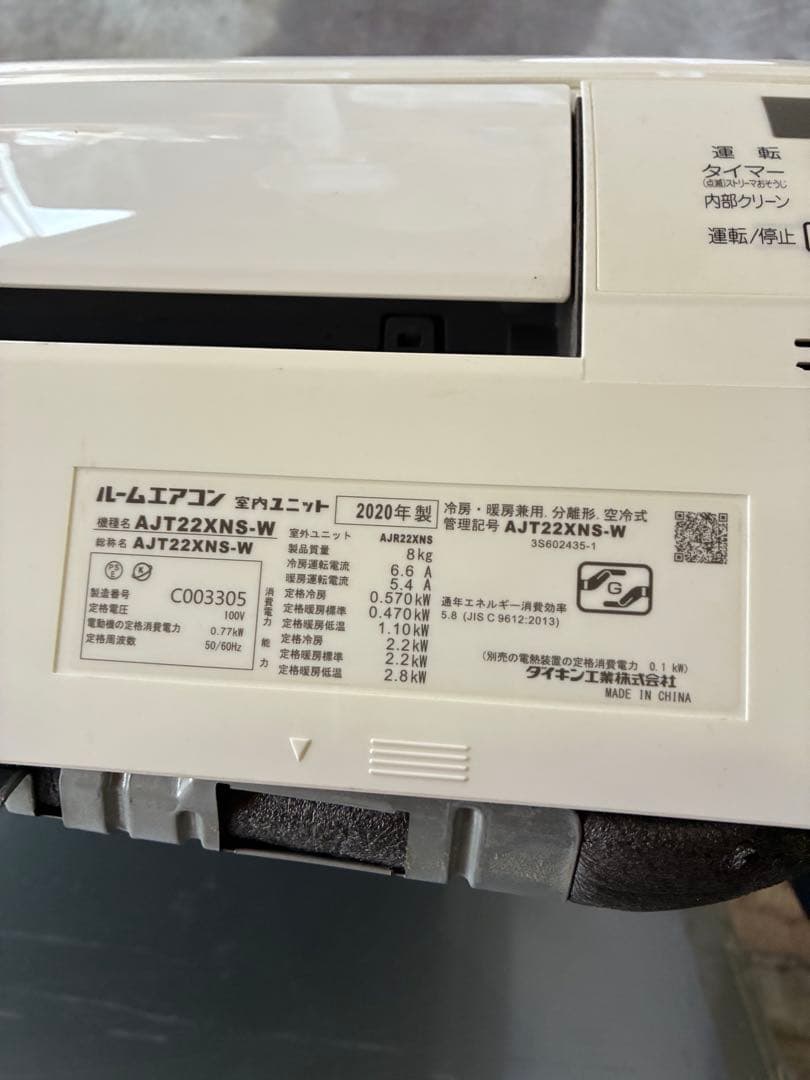 運転
タイマー
(点滅)ストリーマおそうじ
内部クリーン
運転/停止
ルームエアコン 室内ユニット 2020年製
機種名 AJT22XNS-W
総称名 AJT22XNS-W
PS
E
製造番号 C003305
定格電圧 100V
電動機の定格消費電力 0.77kW
定格周波数 50/60Hz
室外ユニット AJR22XNS
製品質量 8kg
冷房運転電流 6.6 A
暖房運転電流 5.4 A
消費電力
定格冷房 0.570kW
定格暖房標準 0.470kW
定格暖房低温 1.10kW
能力
定格冷房 2.2kW
定格暖房標準 2.2kW
定格暖房低温 2.8kW
冷房・暖房兼用. 分離形. 空冷式
管理記号 AJT22XNS-W
3S602435-1
G
通年エネルギー消費効率
5.8 (JIS C 9612:2013)
(別売の電熱装置の定格消費電力 0.1 kW)
ダイキン工業株式会社
MADE IN CHINA